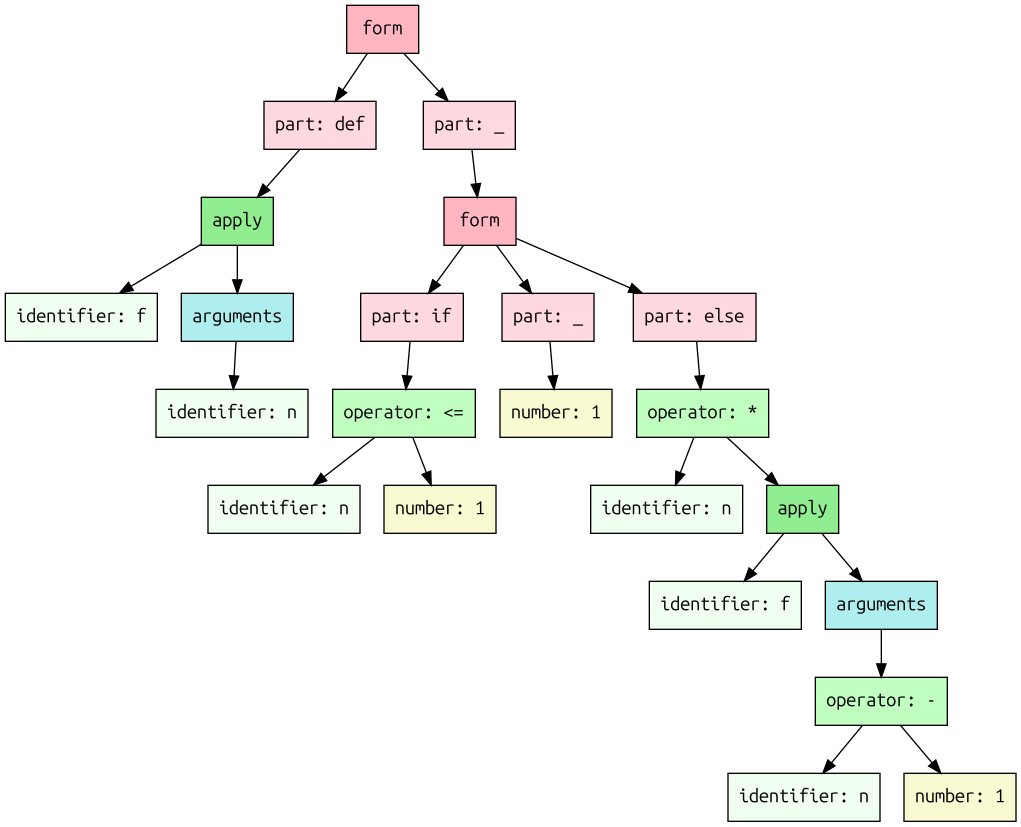 form
part: def
part: _
apply
form
identifier: f
arguments
part: if
part: _
part: else
identifier: n
operator: <=
number: 1
operator: *
identifier: n
number: 1
identifier: n
apply
identifier: f
arguments
operator: -
identifier: n
number: 1